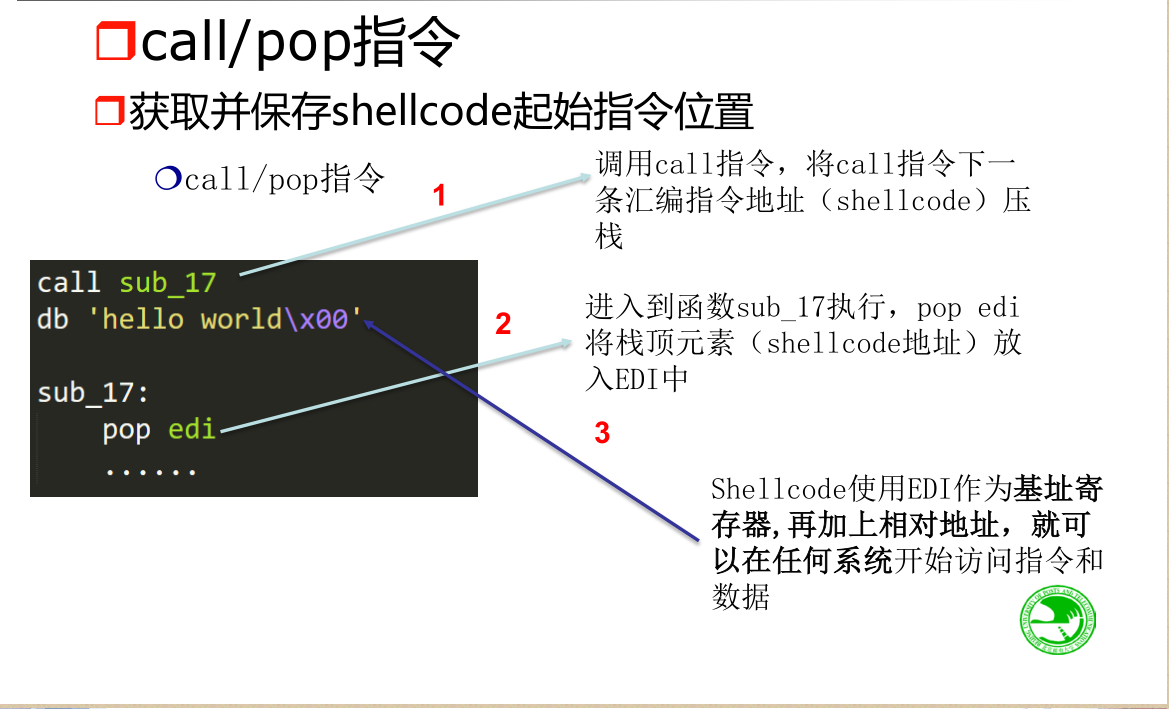 call/pop指令
获取并保存shellcode起始指令位置
call/pop指令
1
调用call指令，将call指令下一
条汇编指令地址（shellcode）压
栈
call sub_17
db 'hello world\x00'
sub_17:
pop edi
......
2
进入到函数sub_17执行，pop edi
将栈顶元素（shellcode地址）放
入EDI中
3
Shellcode使用EDI作为基址寄
存器,再加上相对地址，就可
以在任何系统开始访问指令和
数据